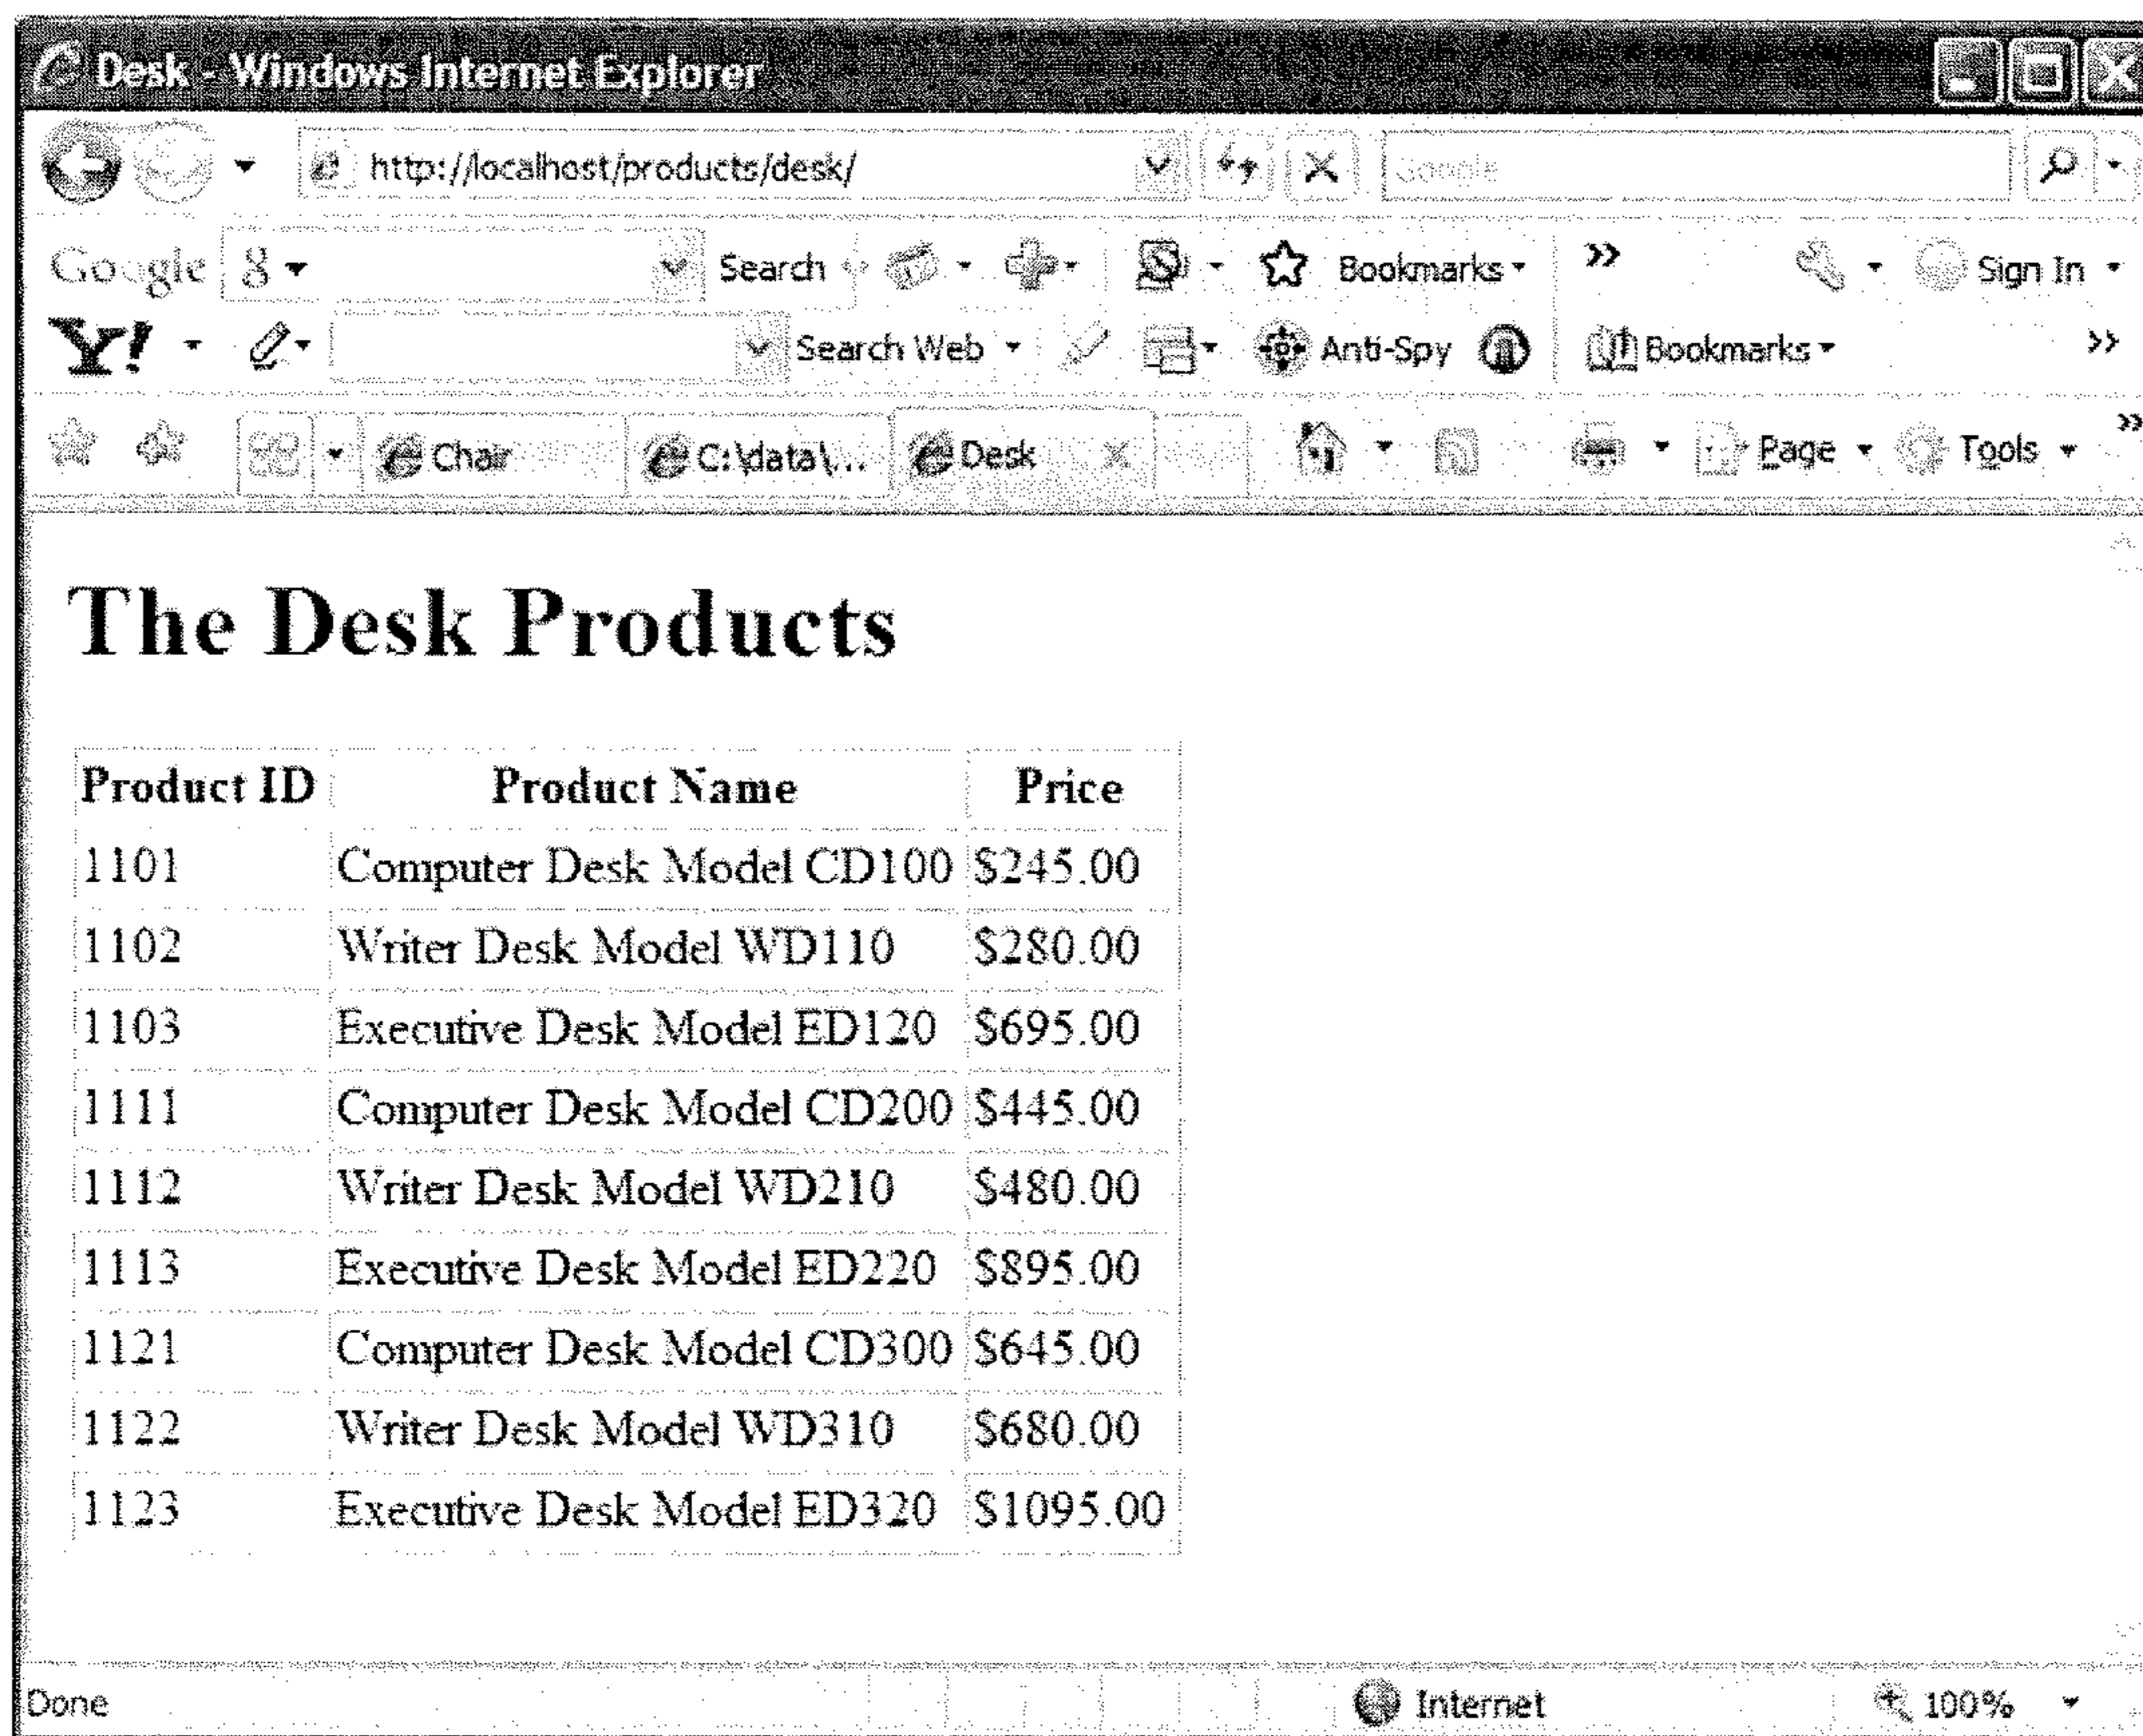 Desk - Windows Internet Explorer
http://localhost/products/desk/ Google
Google 8 Search Bookmarks » Sign In
Y! Search Web Anti-Spy Bookmarks »
Chair C:\data\... Desk Page Tools »
The Desk Products
Product ID Product Name Price
1101 Computer Desk Model CD100 $245.00
1102 Writer Desk Model WD110 $280.00
1103 Executive Desk Model ED120 $695.00
1111 Computer Desk Model CD200 $445.00
1112 Writer Desk Model WD210 $480.00
1113 Executive Desk Model ED220 $895.00
1121 Computer Desk Model CD300 $645.00
1122 Writer Desk Model WD310 $680.00
1123 Executive Desk Model ED320 $1095.00
Done Internet 100%